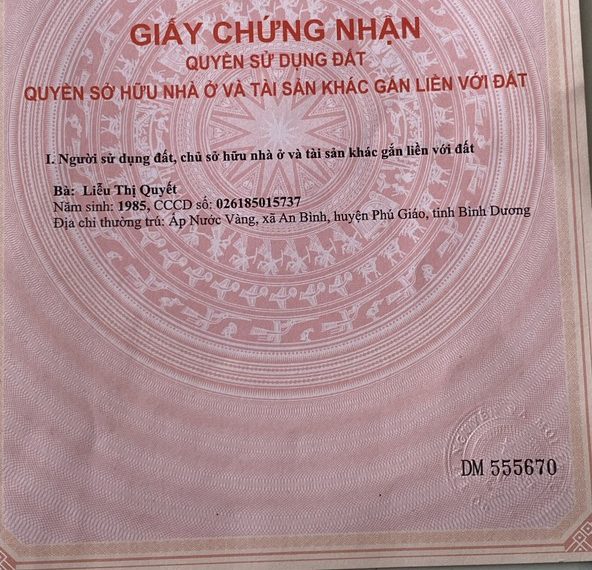 GIẤY CHỨNG NHẬN
QUYỀN SỬ DỤNG ĐẤT
QUYỀN SỞ HỮU NHÀ Ở VÀ TÀI SẢN KHÁC GẮN LIỀN VỚI ĐẤT
I. Người sử dụng đất, chủ sở hữu nhà ở và tài sản khác gắn liền với đất
Bà: Liễu Thị Quyết
Năm sinh: 1985, CCCD số: 026185015737
Địa chỉ thường trú: Ấp Nước Vàng, xã An Bình, huyện Phú Giáo, tỉnh Bình Dương
DM 555670